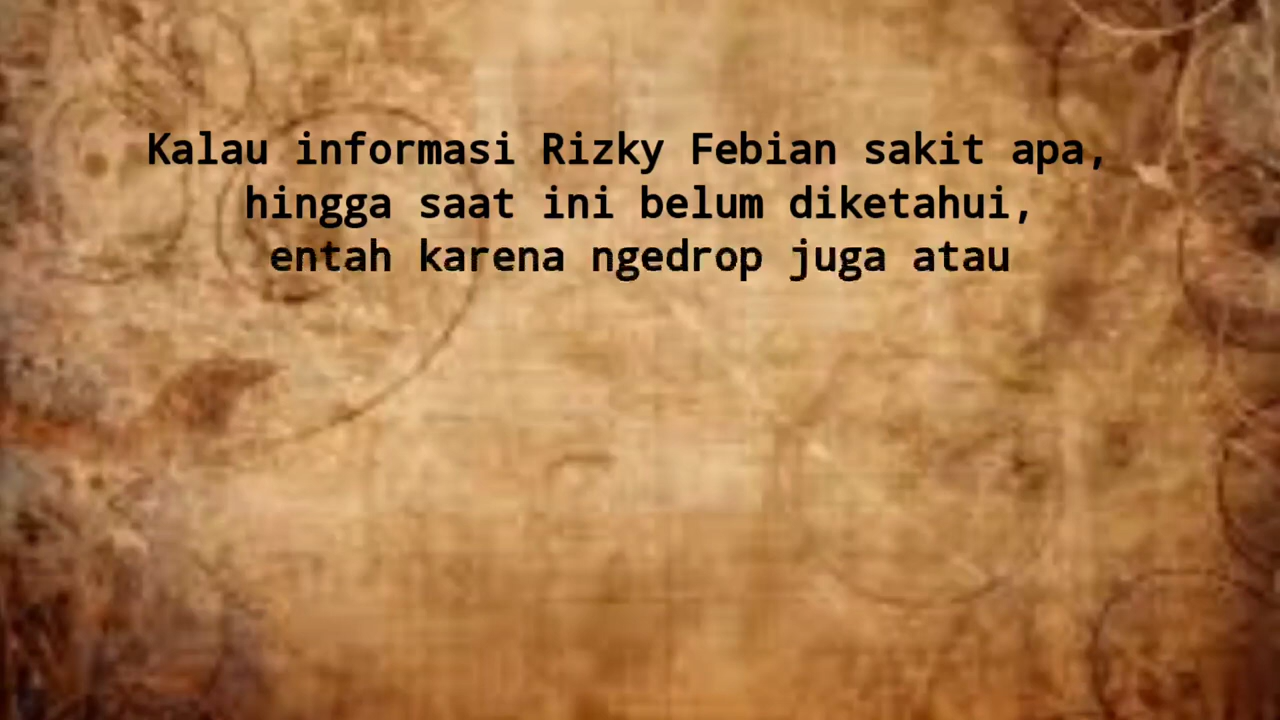 Kalau informasi Rizky Febian sakit apa,
hingga saat ini belum diketahui,
entah karena ngedrop juga atau